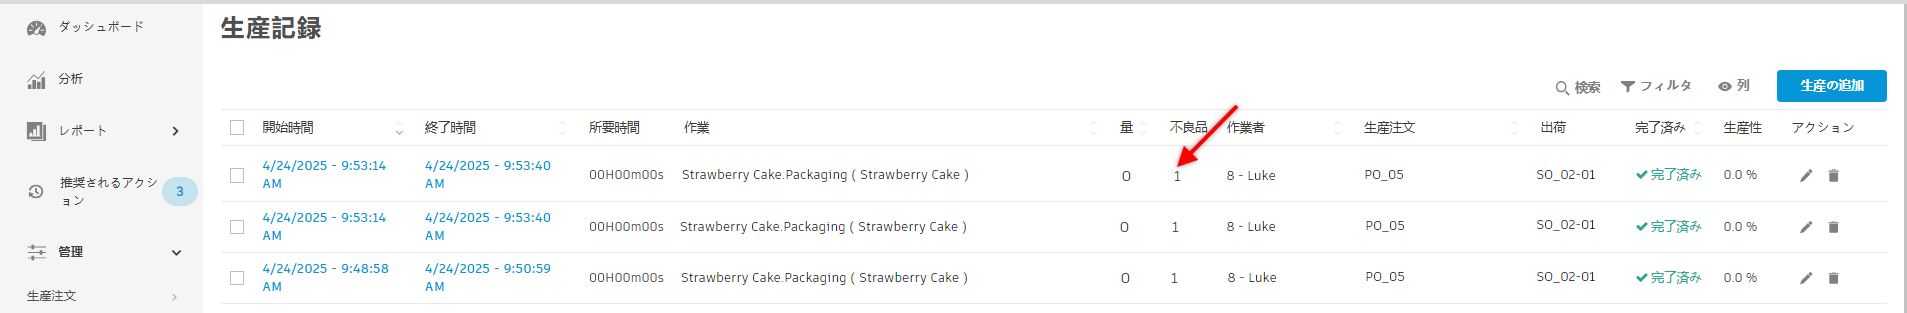 ダッシュボード
分析
レポート
推奨されるアクシ
ョン
3
管理
生産注文
生産記録
検索 フィルタ 列 生産の追加
開始時間 終了時間 所要時間 作業 量 不良品 作業者 生産注文 出荷 完了済み 生産性 アクション
4/24/2025 - 9:53:14 4/24/2025 - 9:53:40
AM AM
00H00m00s Strawberry Cake.Packaging ( Strawberry Cake ) 0 1 8 - Luke PO_05 SO_02-01 完了済み 0.0 %
4/24/2025 - 9:53:14 4/24/2025 - 9:53:40
AM AM
00H00m00s Strawberry Cake.Packaging ( Strawberry Cake ) 0 1 8 - Luke PO_05 SO_02-01 完了済み 0.0 %
4/24/2025 - 9:48:58 4/24/2025 - 9:50:59
AM AM
00H00m00s Strawberry Cake.Packaging ( Strawberry Cake ) 0 1 8 - Luke PO_05 SO_02-01 完了済み 0.0 %